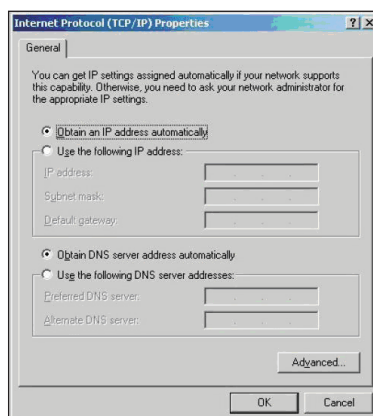 Internet Protocol (TCP/IP) Properties
General
You can get IP settings assigned automatically if your network supports
this capability. Otherwise, you need to ask your network administrator for
the appropriate IP settings.
Obtain an IP address automatically
Use the following IP address:
IP address:
Subnet mask:
Default gateway:
Obtain DNS server address automatically
Use the following DNS server addresses:
Preferred DNS server:
Alternate DNS server:
Advanced...
OK Cancel